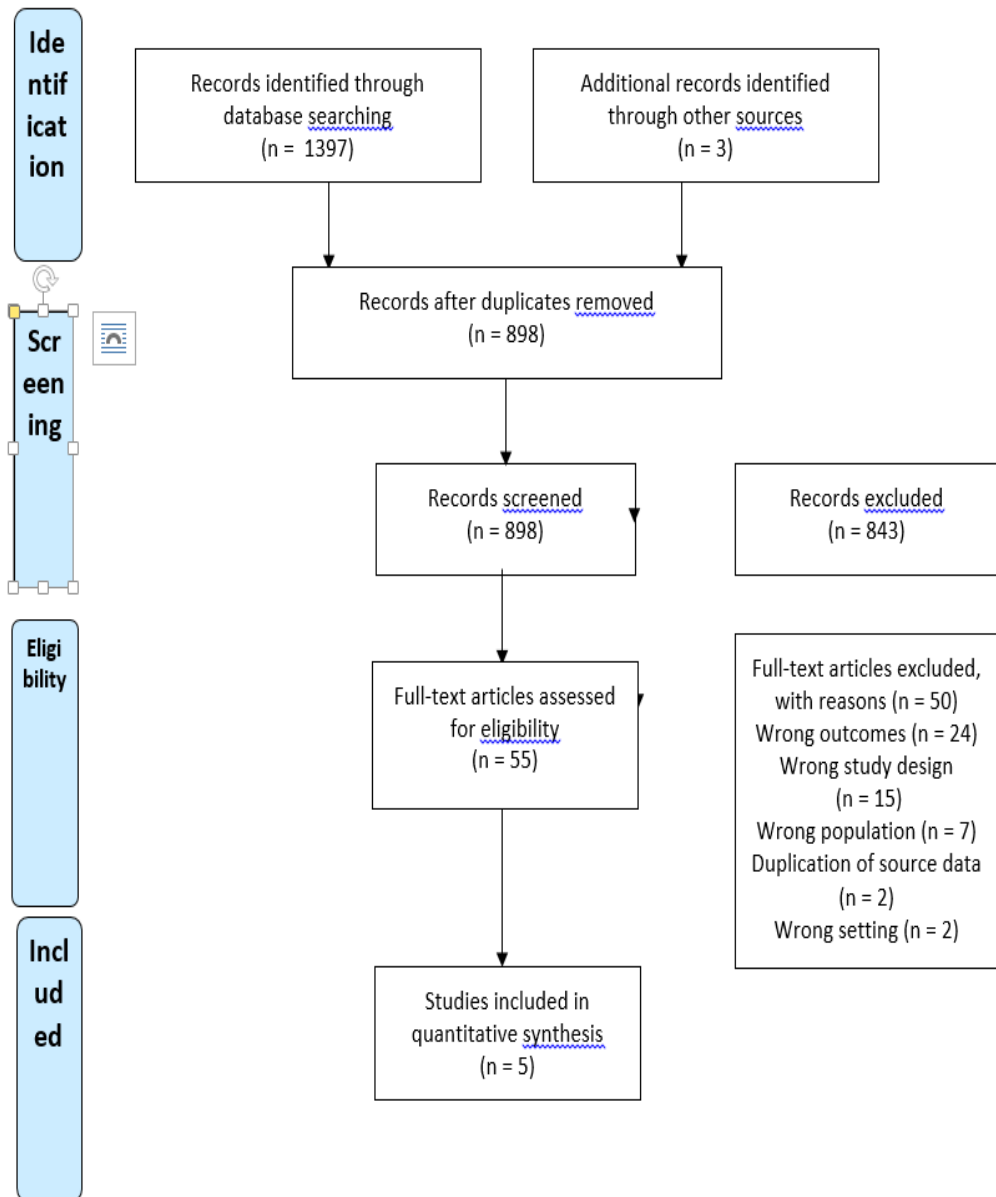 Ide
ntif
icat
ion
Records identified through
database searching
(n =  1397)
Additional records identified
through other sources
(n = 3)
Records after duplicates removed
(n = 898)
Scr
een
ing
Records screened
(n = 898)
Records excluded
(n = 843)
Eligi
bility
Full-text articles assessed
for eligibility
(n = 55)
Full-text articles excluded,
with reasons (n = 50)
Wrong outcomes (n = 24)
Wrong study design
(n = 15)
Wrong population (n = 7)
Duplication of source data
(n = 2)
Wrong setting (n = 2)
Incl
ud
ed
Studies included in
quantitative synthesis
(n = 5)